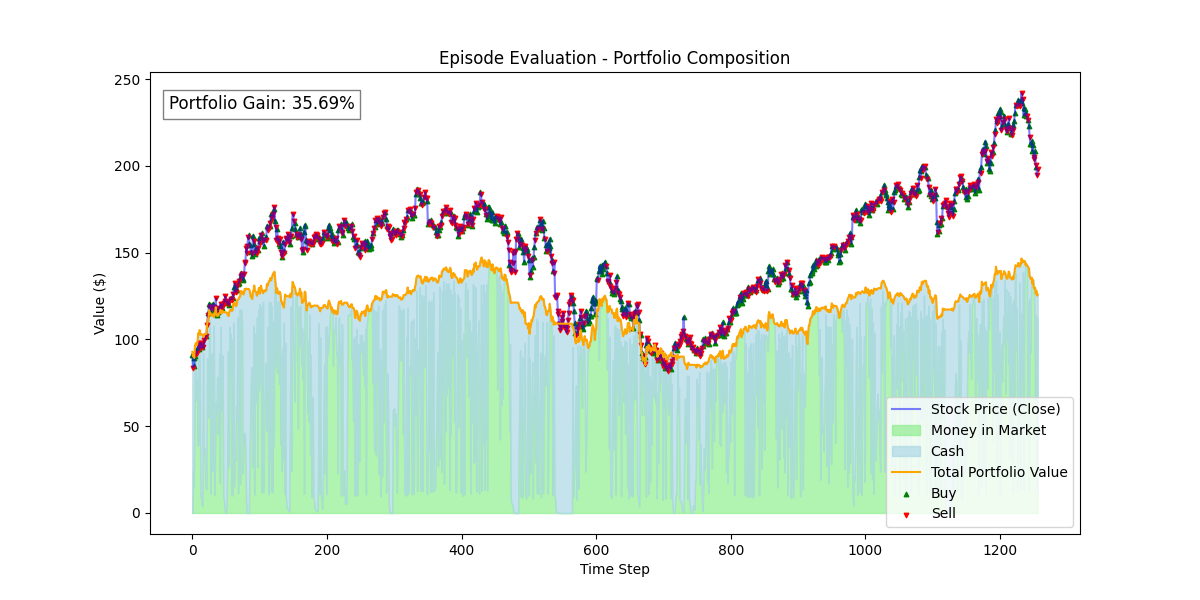 Episode Evaluation - Portfolio Composition
Portfolio Gain: 35.69%
250
200
150
100
50
0
Value ($)
0 200 400 600 800 1000 1200
Time Step
Stock Price (Close)
Money in Market
Cash
Total Portfolio Value
Buy
Sell